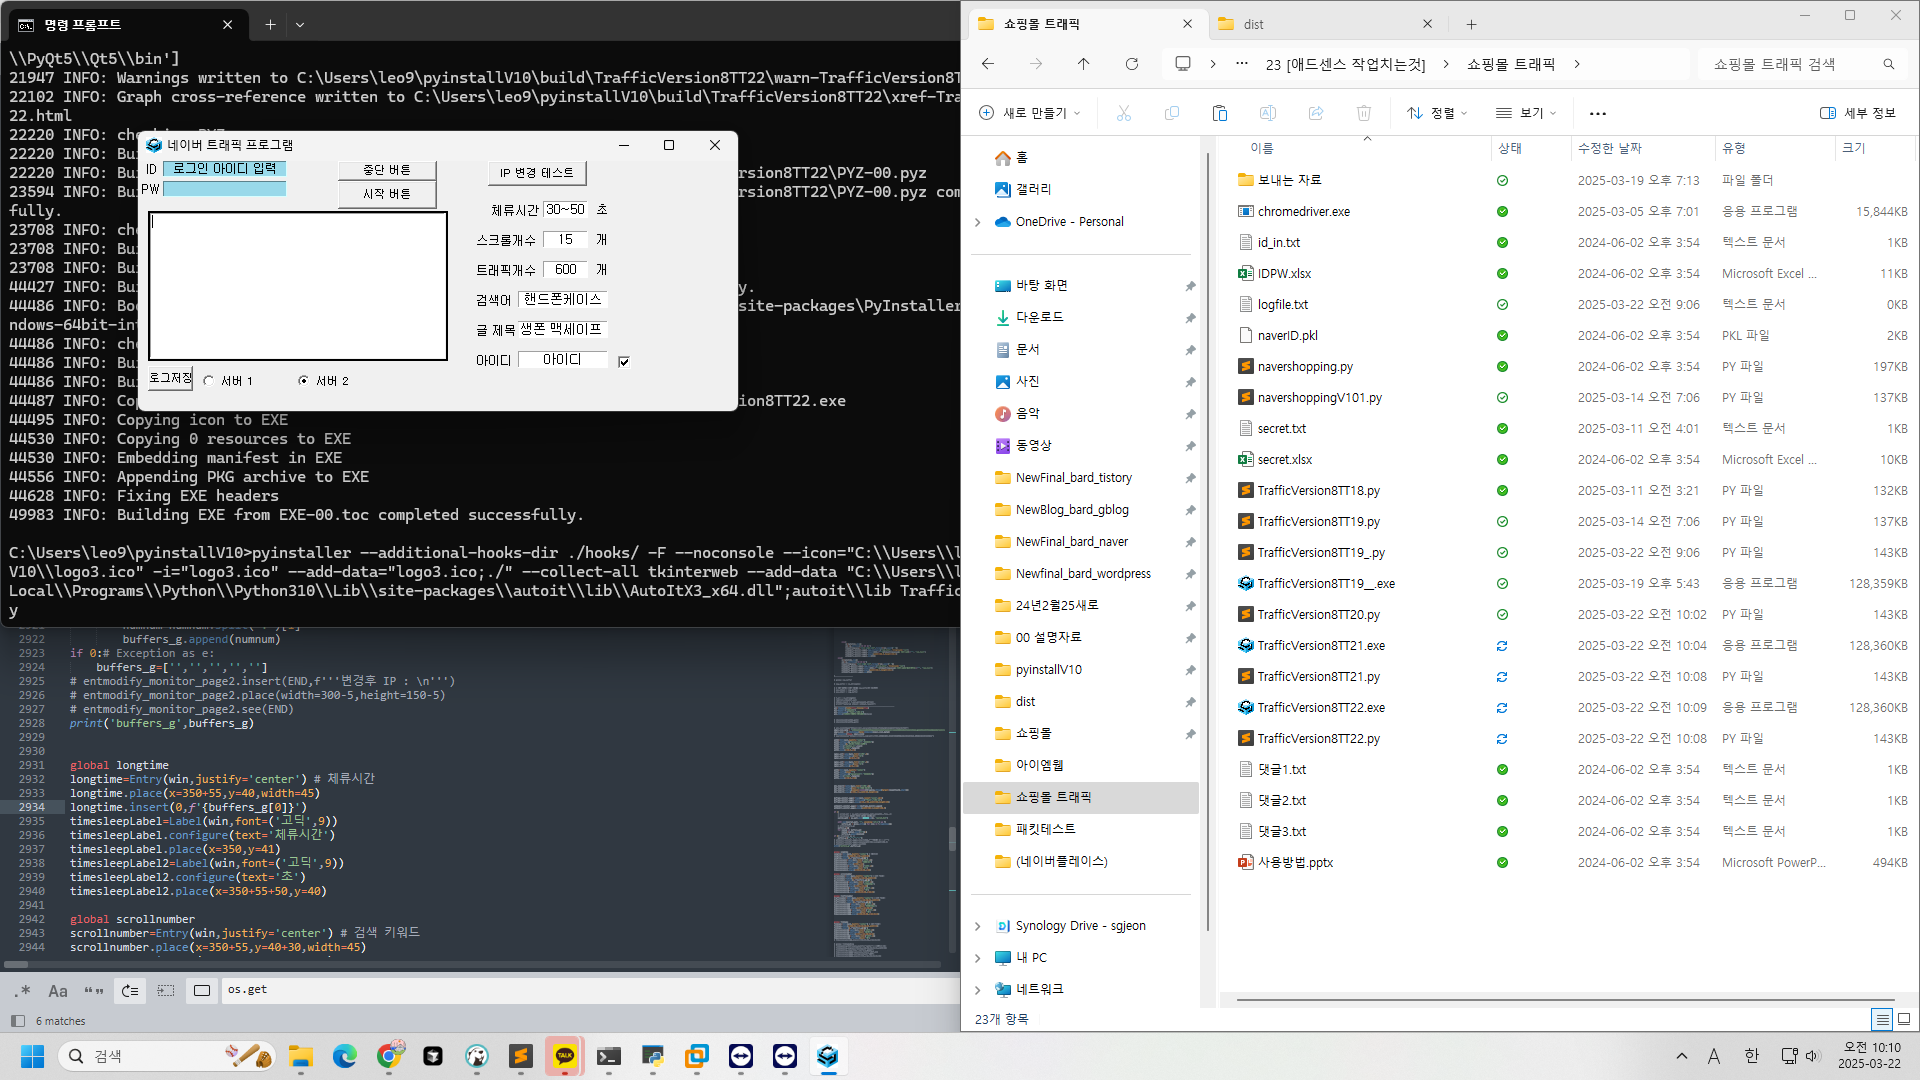 명령 프롬프트
\\PyQt5\\Qt5\\bin']
21947 INFO: Warnings written to C:\Users\leo9\pyinstallV10\build\TrafficVersion8TT22\warn-TrafficVersion8T
22102 INFO: Graph cross-reference written to C:\Users\leo9\pyinstallV10\build\TrafficVersion8TT22\xref-Tra
22.html
22220 INFO: che
22220 INFO: Bui
22220 INFO: Bui rsion8TT22\PYZ-00.pyz
23594 INFO: Bui rsion8TT22\PYZ-00.pyz com
fully.
23708 INFO: che
23708 INFO: Bui
23708 INFO: Bui
44427 INFO: Bui y.
44486 INFO: Boo site-packages\PyInstaller
ndows-64bit-int
44486 INFO: che
44486 INFO: Bui
44486 INFO: Bui
44487 INFO: Cop ion8TT22.exe
44495 INFO: Copying icon to EXE
44530 INFO: Copying 0 resources to EXE
44530 INFO: Embedding manifest in EXE
44556 INFO: Appending PKG archive to EXE
44628 INFO: Fixing EXE headers
49983 INFO: Building EXE from EXE-00.toc completed successfully.
C:\Users\leo9\pyinstallV10>pyinstaller --additional-hooks-dir ./hooks/ -F --noconsole --icon="C:\\Users\\l
V10\\logo3.ico" -i="logo3.ico" --add-data="logo3.ico;./" --collect-all tkinterweb --add-data "C:\\Users\\l
Local\\Programs\\Python\\Python310\\Lib\\site-packages\\autoit\\lib\\AutoItX3_x64.dll";autoit\\lib Traffic
y
네이버 트래픽 프로그램
ID 로그인 아이디 입력
PW
중단 버튼
시작 버튼
IP 변경 테스트
체류시간 30~50 초
스크롤개수 15 개
트래픽개수 600 개
검색어 핸드폰케이스
글 제목 생폰 맥세이프
아이디 아이디
로그저장 서버 1 서버 2
2922 buffers_g.append(numnum)
2923 if 0:# Exception as e:
2924 buffers_g=['','','','','']
2925 # entmodify_monitor_page2.insert(END,f'''변경후 IP : \n''')
2926 # entmodify_monitor_page2.place(width=300-5,height=150-5)
2927 # entmodify_monitor_page2.see(END)
2928 print('buffers_g',buffers_g)
2929
2930
2931 global longtime
2932 longtime=Entry(win,justify='center') # 체류시간
2933 longtime.place(x=350+55,y=40,width=45)
2934 longtime.insert(0,f'{buffers_g[0]}')
2935 timesleepLabel=Label(win,font=('고딕',9))
2936 timesleepLabel.configure(text='체류시간')
2937 timesleepLabel.place(x=350,y=41)
2938 timesleepLabel2=Label(win,font=('고딕',9))
2939 timesleepLabel2.configure(text='초')
2940 timesleepLabel2.place(x=350+55+50,y=40)
2941
2942 global scrollnumber
2943 scrollnumber=Entry(win,justify='center') # 검색 키워드
2944 scrollnumber.place(x=350+55,y=40+30,width=45)
.* Aa “” os.get
6 matches
쇼핑몰 트래픽
dist
23 [애드센스 작업치는것] > 쇼핑몰 트래픽 >
쇼핑몰 트래픽 검색
새로 만들기
정렬
보기
세부 정보
홈
갤러리
OneDrive - Personal
바탕 화면
다운로드
문서
사진
음악
동영상
NewFinal_bard_tistory
NewBlog_bard_gblog
NewFinal_bard_naver
Newfinal_bard_wordpress
24년2월25새로
00 설명자료
pyinstallV10
dist
쇼핑몰
아이엠웹
쇼핑몰 트래픽
패킷테스트
(네이버플레이스)
Synology Drive - sgjeon
내 PC
네트워크
이름 상태 수정한 날짜 유형 크기
보내는 자료 2025-03-19 오후 7:13 파일 폴더
chromedriver.exe 2025-03-05 오후 7:01 응용 프로그램 15,844KB
id_in.txt 2024-06-02 오후 3:54 텍스트 문서 1KB
IDPW.xlsx 2024-06-02 오후 3:54 Microsoft Excel ... 11KB
logfile.txt 2025-03-22 오전 9:06 텍스트 문서 0KB
naverID.pkl 2024-06-02 오후 3:54 PKL 파일 2KB
navershopping.py 2024-06-02 오후 3:54 PY 파일 197KB
navershoppingV101.py 2025-03-14 오전 7:06 PY 파일 137KB
secret.txt 2025-03-11 오전 4:01 텍스트 문서 1KB
secret.xlsx 2024-06-02 오후 3:54 Microsoft Excel ... 10KB
TrafficVersion8TT18.py 2025-03-11 오전 3:21 PY 파일 132KB
TrafficVersion8TT19.py 2025-03-14 오전 7:06 PY 파일 137KB
TrafficVersion8TT19_.py 2025-03-22 오전 9:06 PY 파일 143KB
TrafficVersion8TT19__.exe 2025-03-19 오후 5:43 응용 프로그램 128,359KB
TrafficVersion8TT20.py 2025-03-22 오전 10:02 PY 파일 143KB
TrafficVersion8TT21.exe 2025-03-22 오전 10:04 응용 프로그램 128,360KB
TrafficVersion8TT21.py 2025-03-22 오전 10:08 PY 파일 143KB
TrafficVersion8TT22.exe 2025-03-22 오전 10:09 응용 프로그램 128,360KB
TrafficVersion8TT22.py 2025-03-22 오전 10:08 PY 파일 143KB
댓글1.txt 2024-06-02 오후 3:54 텍스트 문서 1KB
댓글2.txt 2024-06-02 오후 3:54 텍스트 문서 1KB
댓글3.txt 2024-06-02 오후 3:54 텍스트 문서 1KB
사용방법.pptx 2024-06-02 오후 3:54 Microsoft PowerP... 494KB
23개 항목
검색
TALK
A 한
오전 10:10
2025-03-22